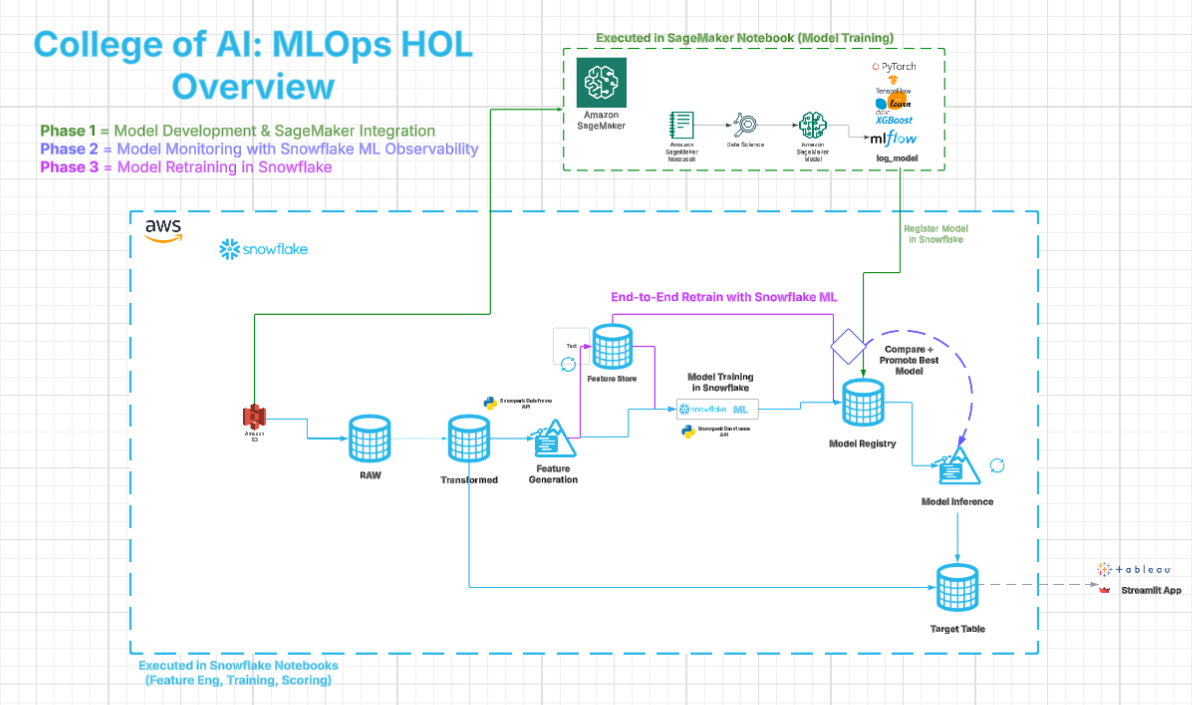 College of AI: MLOps HOL
Overview
Phase 1 = Model Development & SageMaker Integration
Phase 2 = Model Monitoring with Snowflake ML Observability
Phase 3 = Model Retraining in Snowflake
Executed in SageMaker Notebook (Model Training)
Amazon
SageMaker
Amazon
SageMaker
Notebook
Data Science
Amazon
SageMaker
Model
PyTorch
TensorFlow
learn
XGBoost
mlflow
log_model
aws
snowflake
Register Model
in Snowflake
End-to-End Retrain with Snowflake ML
Text
Feature Store
Compare +
Promote Best
Model
Model Training
in Snowflake
snowflake ML
Snowpark Dataframe
API
Snowpark Dataframe
API
Amazon
S3
RAW
Transformed
Feature
Generation
Model Registry
Model Inference
Target Table
+ableau
Streamlit App
Executed in Snowflake Notebooks
(Feature Eng, Training, Scoring)